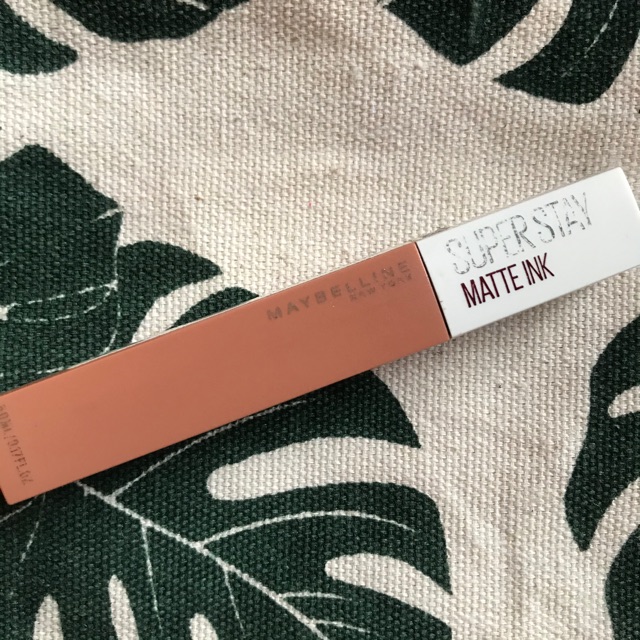 SUPER STAY
MATTE INK
MAYBELLINE
NEW YORK